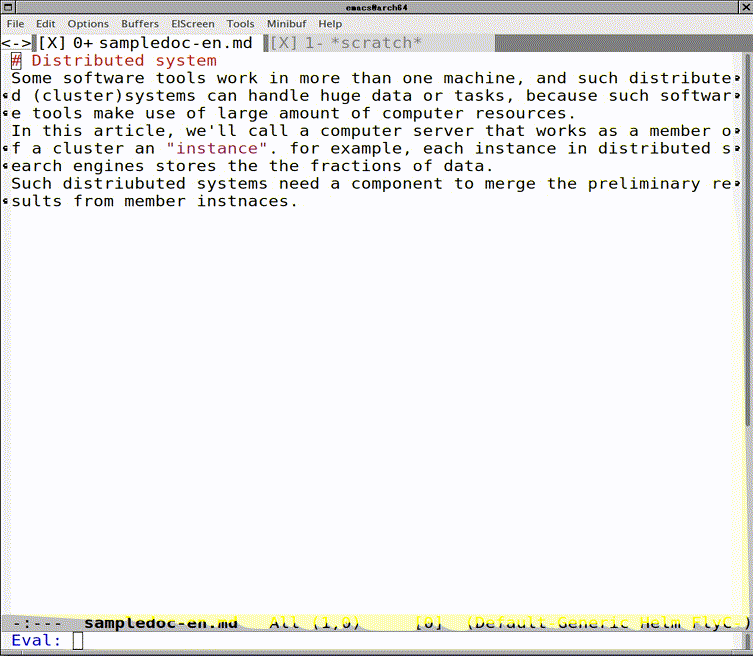 emacs@arch64
File Edit Options Buffers ElScreen Tools Minibuf Help
<->[X] 0+ sampledoc-en.md [X] 1- *scratch*
# Distributed system
Some software tools work in more than one machine, and such distribute
d (cluster)systems can handle huge data or tasks, because such softwar
e tools make use of large amount of computer resources.
In this article, we'll call a computer server that works as a member o
f a cluster an "instance". for example, each instance in distributed s
earch engines stores the the fractions of data.
Such distriubuted systems need a component to merge the preliminary re
sults from member instnaces.
-:--- sampledoc-en.md All (1,0) [0] (Default-Generic Helm FlyC-)
Eval: